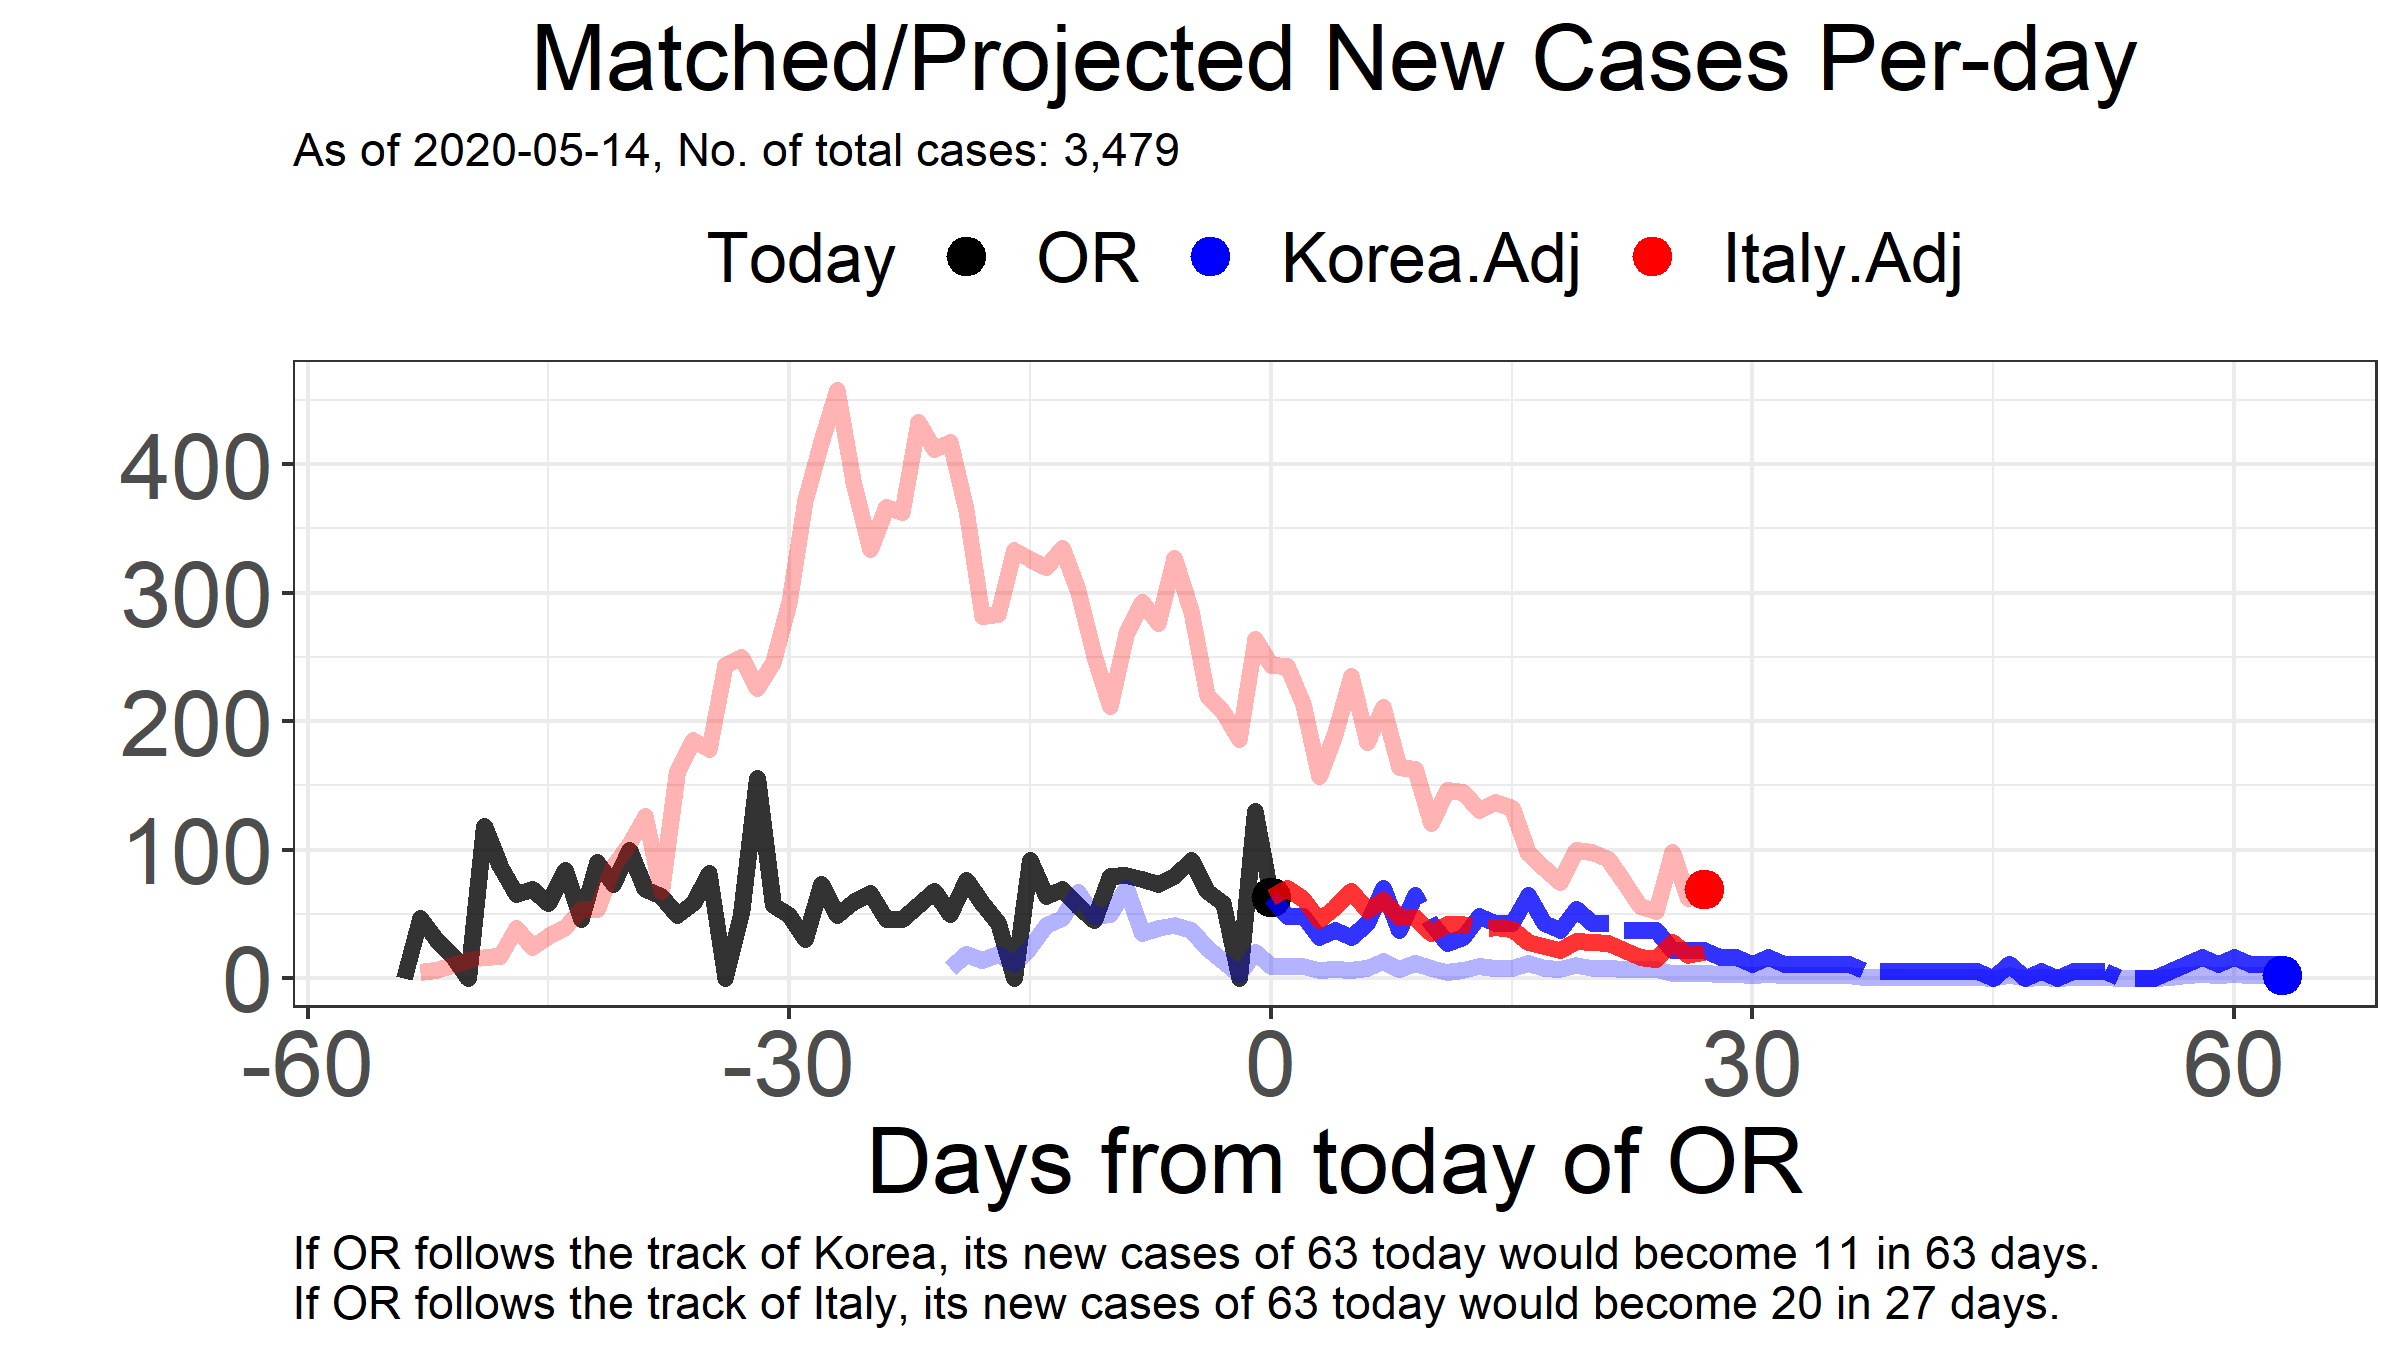 Matched/Projected New Cases Per-day
As of 2020-05-14, No. of total cases: 3,479
Today OR Korea.Adj Italy.Adj
400
300
200
100
0
-60 -30 0 30 60
Days from today of OR
If OR follows the track of Korea, its new cases of 63 today would become 11 in 63 days.
If OR follows the track of Italy, its new cases of 63 today would become 20 in 27 days.